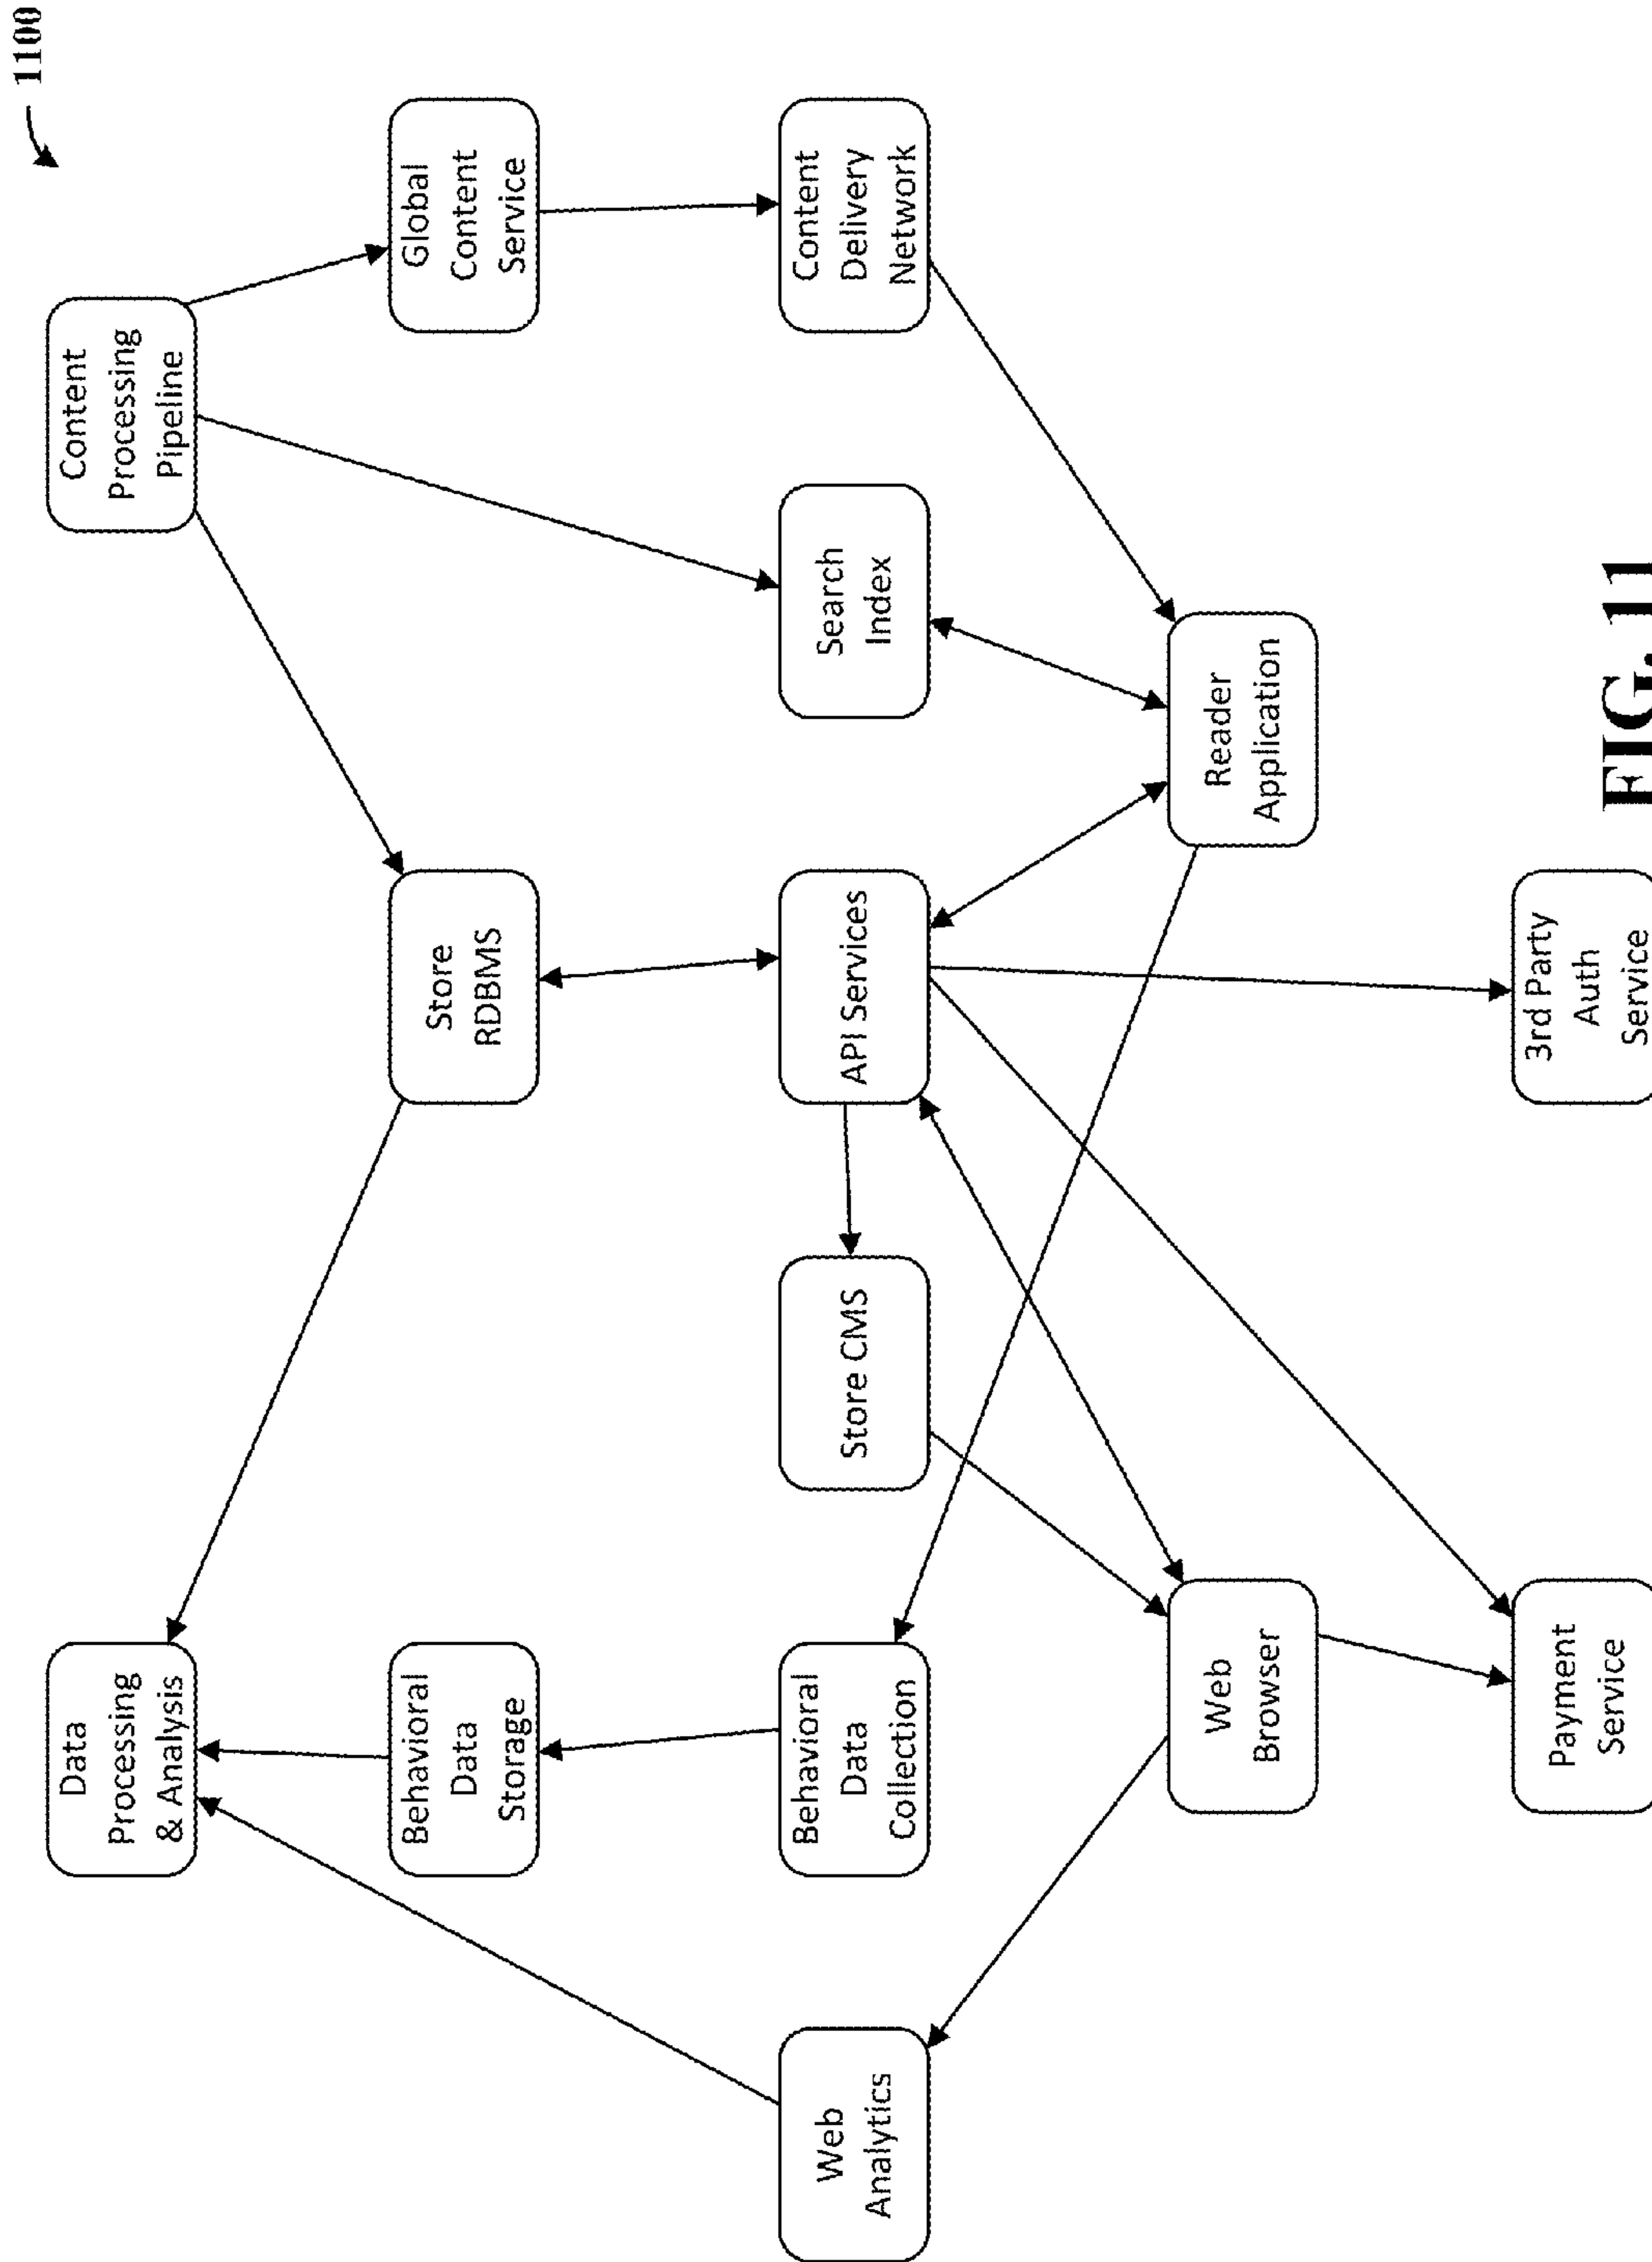 1100
Data
Processing
& Analysis
Content
Processing
Pipeline
Behavioral
Data
Storage
Store
RDBMS
Global
Content
Service
Web
Analytics
Behavioral
Data
Collection
Store CMS
API Services
Search
Index
Content
Delivery
Network
Web
Browser
Reader
Application
Payment
Service
3rd Party
Auth
Service
FIG. 11